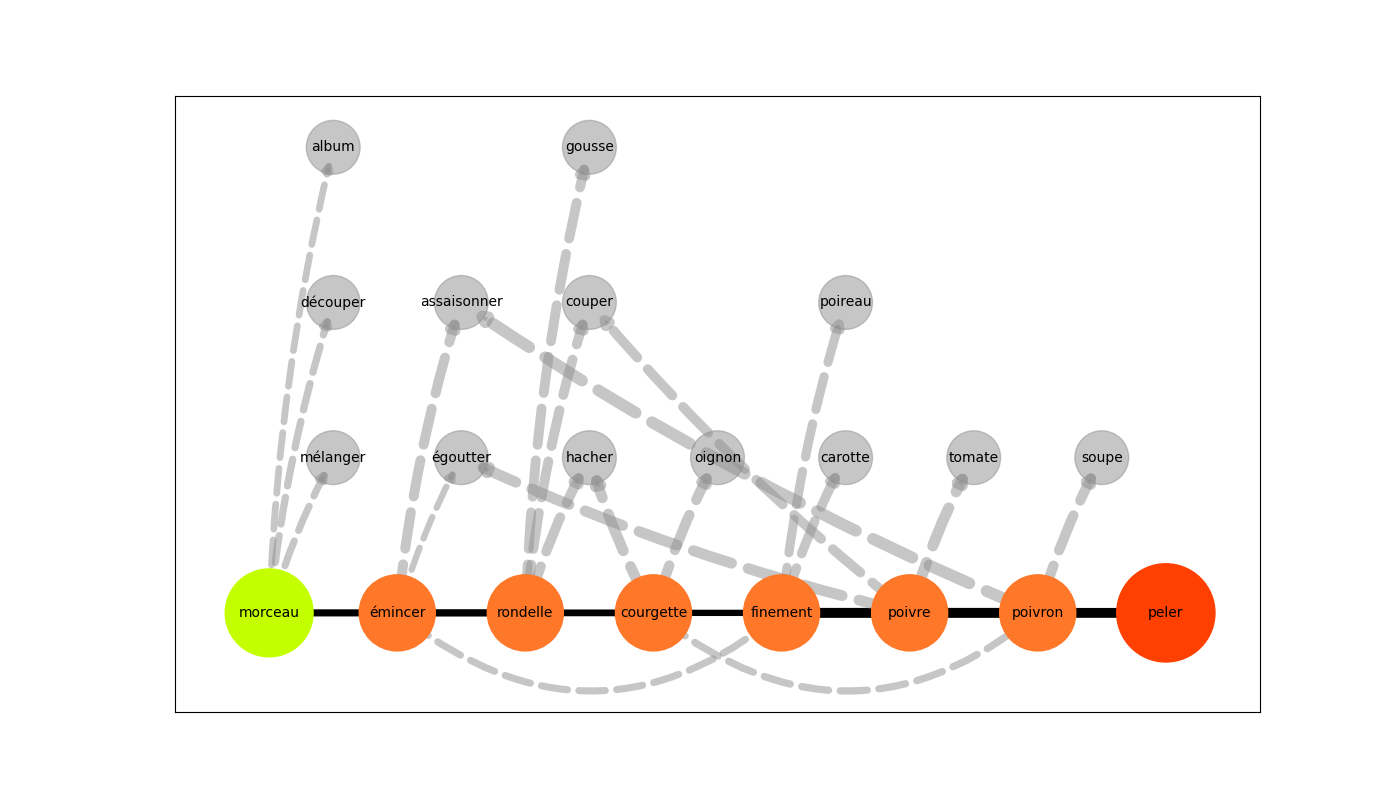 album
gousse
découper
assaisonner
couper
poireau
mélanger
égoutter
hacher
oignon
carotte
tomate
soupe
morceau
émincer
rondelle
courgette
finement
poivre
poivron
peler